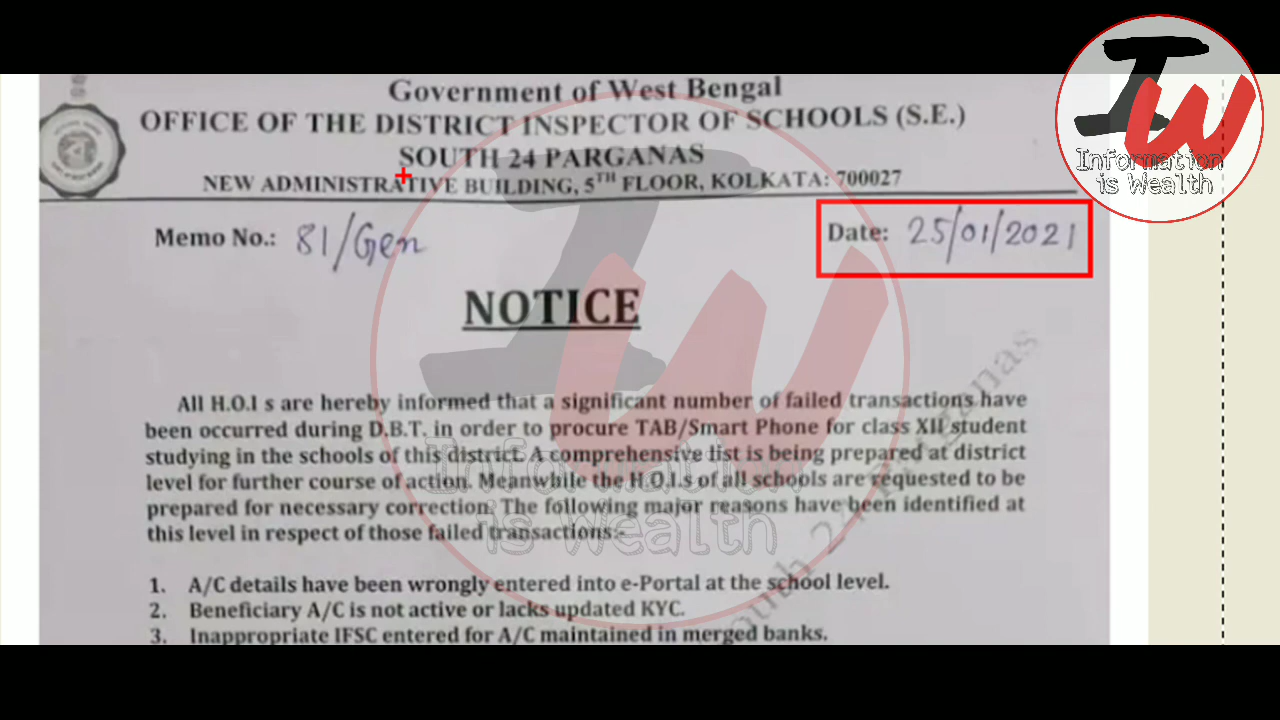 Government of West Bengal
OFFICE OF THE DISTRICT INSPECTOR OF SCHOOLS (S.E.)
SOUTH 24 PARGANAS
NEW ADMINISTRATIVE BUILDING, 5TH FLOOR, KOLKATA: 700027
Memo No.: 81/Gen
Date: 25/01/2021
NOTICE
All H.O.I s are hereby informed that a significant number of failed transactions have
been occurred during D.B.T. in order to procure TAB/Smart Phone for class XII student
studying in the schools of this district. A comprehensive list is being prepared at district
level for further course of action. Meanwhile the H.O.I.s of all schools are requested to be
prepared for necessary correction. The following major reasons have been identified at
this level in respect of those failed transactions:-
1. A/C details have been wrongly entered into e-Portal at the school level.
2. Beneficiary A/C is not active or lacks updated KYC.
3. Inappropriate IFSC entered for A/C maintained in merged banks.
IW
Information
is Wealth
Information
is Wealth